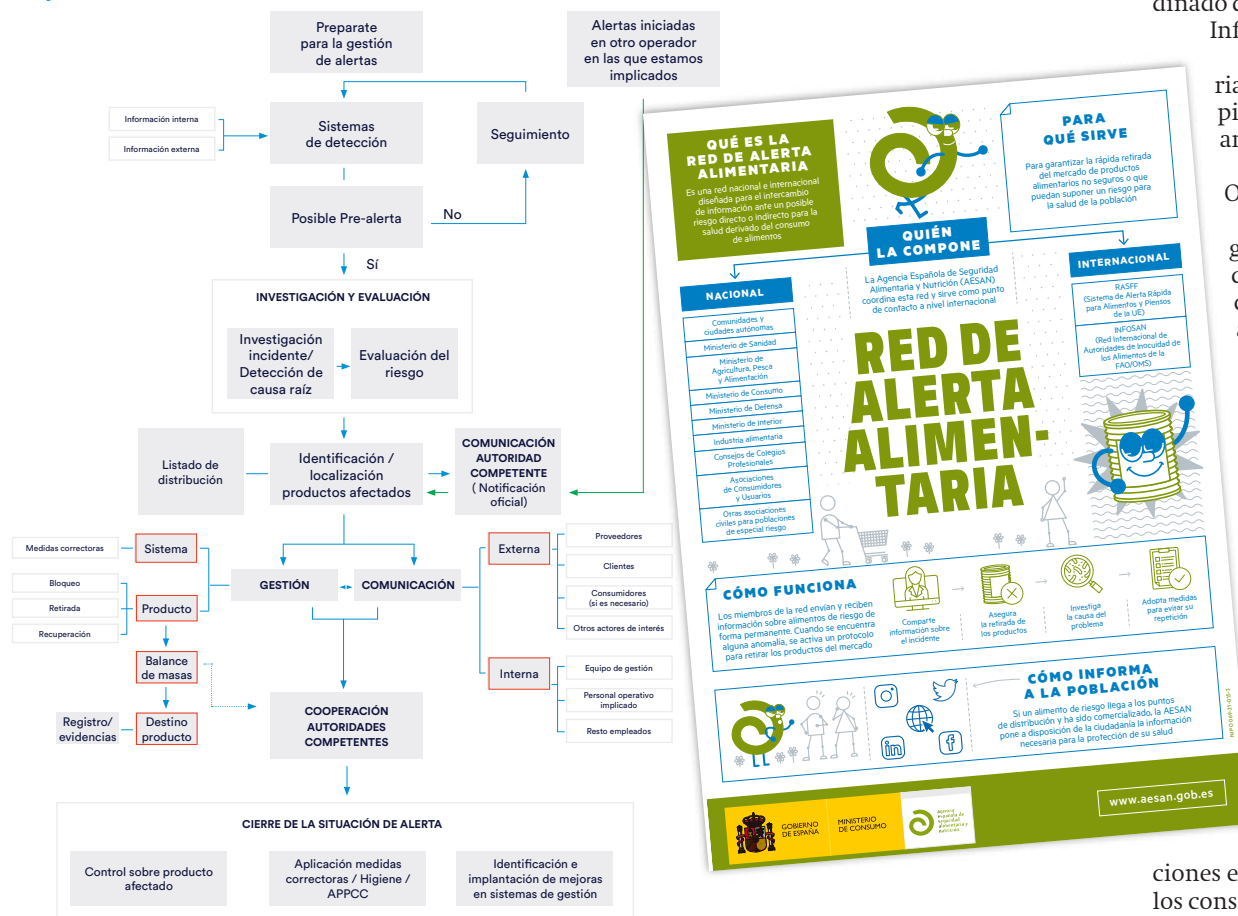 Preparate
para la gestión
de alertas
Alertas iniciadas
en otro operador
en las que estamos
implicados
Información interna
Información externa
Sistemas
de detección
Seguimiento
Posible Pre-alerta
No
Sí
INVESTIGACIÓN Y EVALUACIÓN
Investigación
incidente/
Detección de
causa raíz
Evaluación del
riesgo
Listado de
distribución
Identificación /
localización
productos afectados
COMUNICACIÓN
AUTORIDAD
COMPETENTE
( Notificación
oficial)
Medidas correctoras
Sistema
Bloqueo
Retirada
Recuperación
Producto
GESTIÓN
COMUNICACIÓN
Externa
Proveedores
Clientes
Consumidores
(si es necesario)
Otros actores de interés
Interna
Equipo de gestión
Personal operativo
implicado
Resto empleados
Balance
de masas
Registro/
evidencias
Destino
producto
COOPERACIÓN
AUTORIDADES
COMPETENTES
CIERRE DE LA SITUACIÓN DE ALERTA
Control sobre producto
afectado
Aplicación medidas
correctoras / Higiene /
APPCC
Identificación e
implantación de mejoras
en sistemas de gestión
QUÉ ES LA
RED DE ALERTA
ALIMENTARIA
Es una red nacional e internacional
diseñada para el intercambio
de información ante un posible
riesgo directo o indirecto para la
salud derivado del consumo
de alimentos
PARA
QUÉ SIRVE
Para garantizar la rápida retirada
del mercado de productos
alimentarios no seguros o que
puedan suponer un riesgo para
la salud de la población
QUIÉN
LA COMPONE
La Agencia Española de Seguridad
Alimentaria y Nutrición (AESAN)
coordina esta red y sirve como punto
de contacto a nivel internacional
NACIONAL
Comunidades y
ciudades autónomas
Ministerio de Sanidad
Ministerio de
Agricultura, Pesca
y Alimentación
Ministerio de Consumo
Ministerio de Defensa
Ministerio de Interior
Industria alimentaria
Consejos de Colegios
Profesionales
Asociaciones
de Consumidores
y Usuarios
Otras asociaciones
civiles para poblaciones
de especial riesgo
INTERNACIONAL
RASFF
(Sistema de Alerta Rápida
para Alimentos y Piensos
de la UE)
INFOSAN
(Red Internacional de
Autoridades de Inocuidad de
los Alimentos de la
FAO/OMS)
RED DE
ALERTA
ALIMEN-
TARIA
CÓMO FUNCIONA
Los miembros de la red envían y reciben
información sobre alimentos de riesgo de
forma permanente. Cuando se encuentra
alguna anomalía, se activa un protocolo
para retirar los productos del mercado
Comparte
información sobre
el incidente
Asegura
la retirada de
los productos
Investiga
la causa del
problema
Adopta medidas
para evitar su
repetición
CÓMO INFORMA
A LA POBLACIÓN
Si un alimento de riesgo llega a los puntos
de distribución y ha sido comercializado, la AESAN
pone a disposición de la ciudadanía la información
necesaria para la protección de su salud
in
f
GOBIERNO
DE ESPAÑA
MINISTERIO
DE CONSUMO
agencia
española de
seguridad
alimentaria y
nutrición
www.aesan.gob.es
ciones e